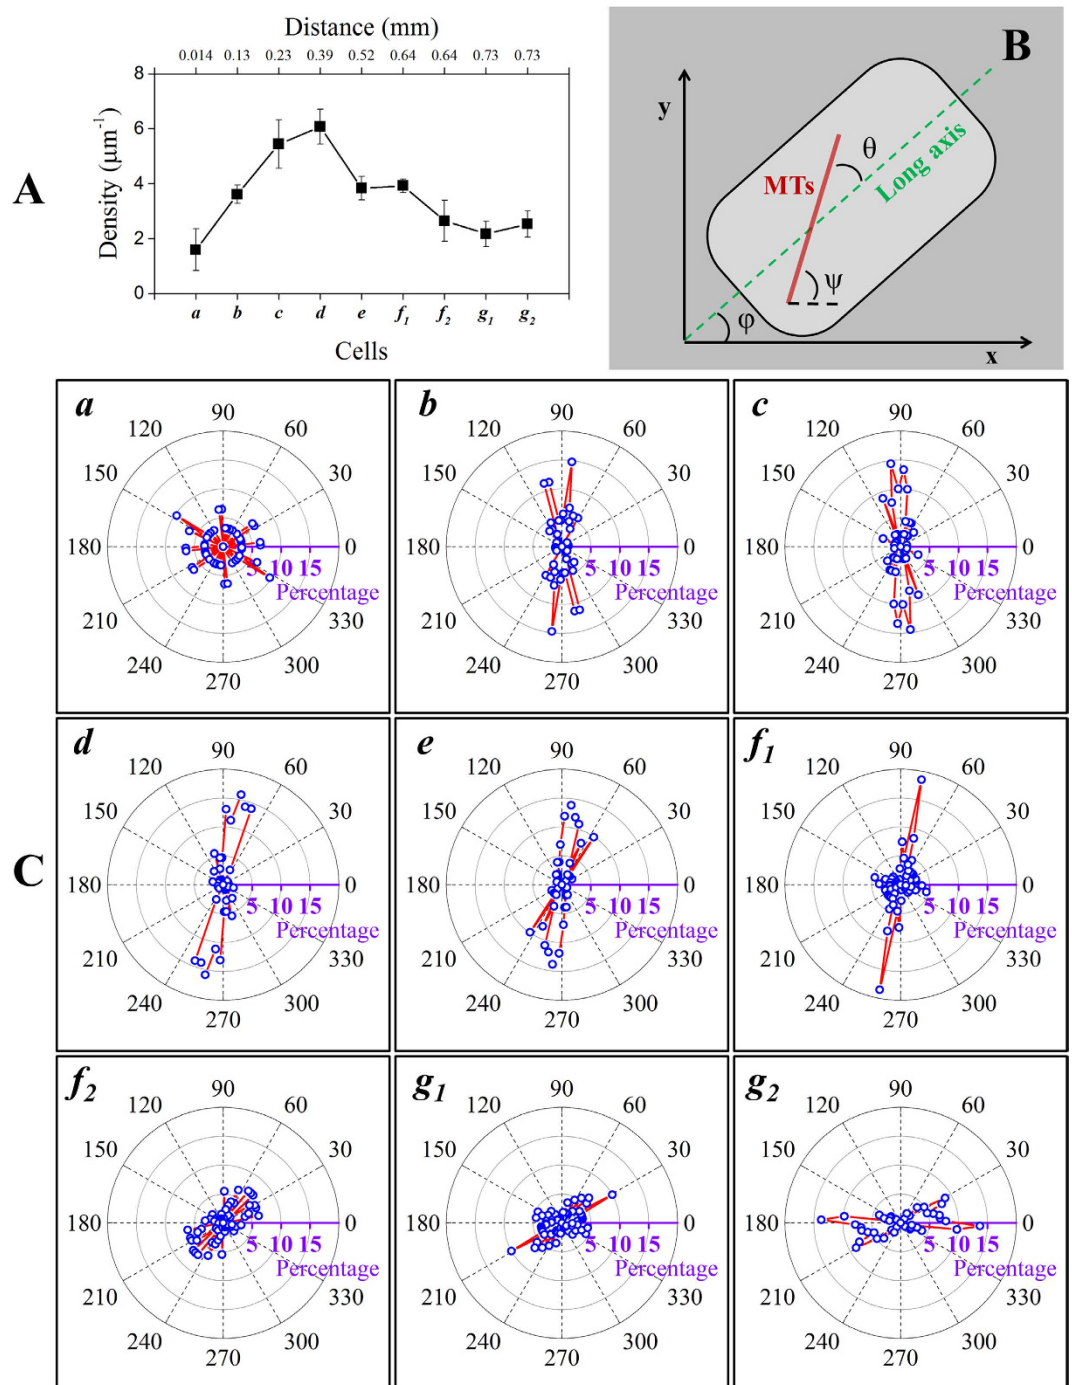 Distance (mm)
0.014 0.13 0.23 0.39 0.52 0.64 0.64 0.73 0.73
A
Density (μm⁻¹)
8
6
4
2
0
a b c d e f₁ f₂ g₁ g₂
Cells
B
y
MTs
θ
Long axis
ψ
φ
x
C
a
90
120 60
150 30
180 0
5 10 15
Percentage
210 330
240 300
270
b
90
120 60
150 30
180 0
5 10 15
Percentage
210 330
240 300
270
c
90
120 60
150 30
180 0
5 10 15
Percentage
210 330
240 300
270
d
90
120 60
150 30
180 0
5 10 15
Percentage
210 330
240 300
270
e
90
120 60
150 30
180 0
5 10 15
Percentage
210 330
240 300
270
f₁
90
120 60
150 30
180 0
5 10 15
Percentage
210 330
240 300
270
f₂
90
120 60
150 30
180 0
5 10 15
Percentage
210 330
240 300
270
g₁
90
120 60
150 30
180 0
5 10 15
Percentage
210 330
240 300
270
g₂
90
120 60
150 30
180 0
5 10 15
Percentage
210 330
240 300
270